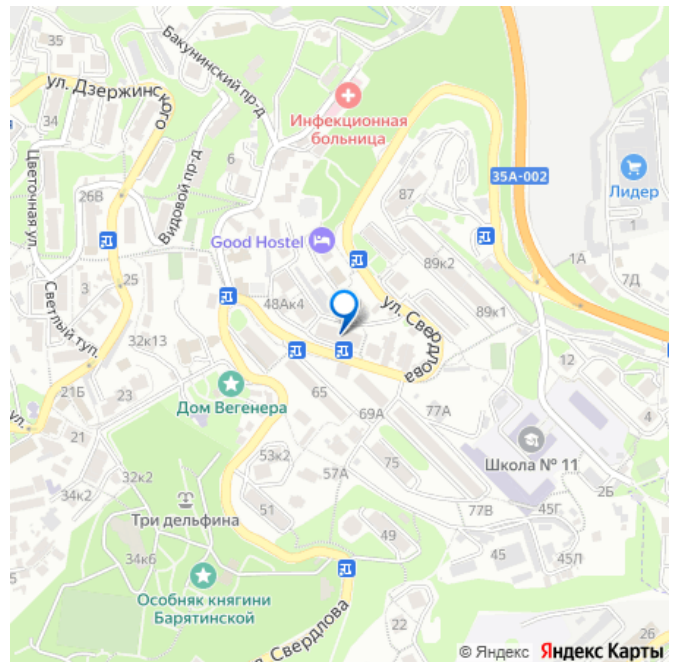 35
Бакунинский пр-д
ул. Дзержинского
Инфекционная
больница
34
6
35А-002
Лидер
Цветочная ул.
26В
Видовой пр-д
87
1
Good Hostel
89к2
1А
7Д
3
25
48Ак4
ул. Свердлова
89к1
Светлый туп.
32к13
12
21Б
23
Дом Вегенера
65
69А
77А
4
ул.
21
Школа № 11
32к2
53к2
57А
75
2Б
34к2
Три дельфина
51
77В
45Г
49
45
45Л
34к6
Особняк княгини
Барятинской
22
Свердлова
26
© Яндекс Яндекс Карты